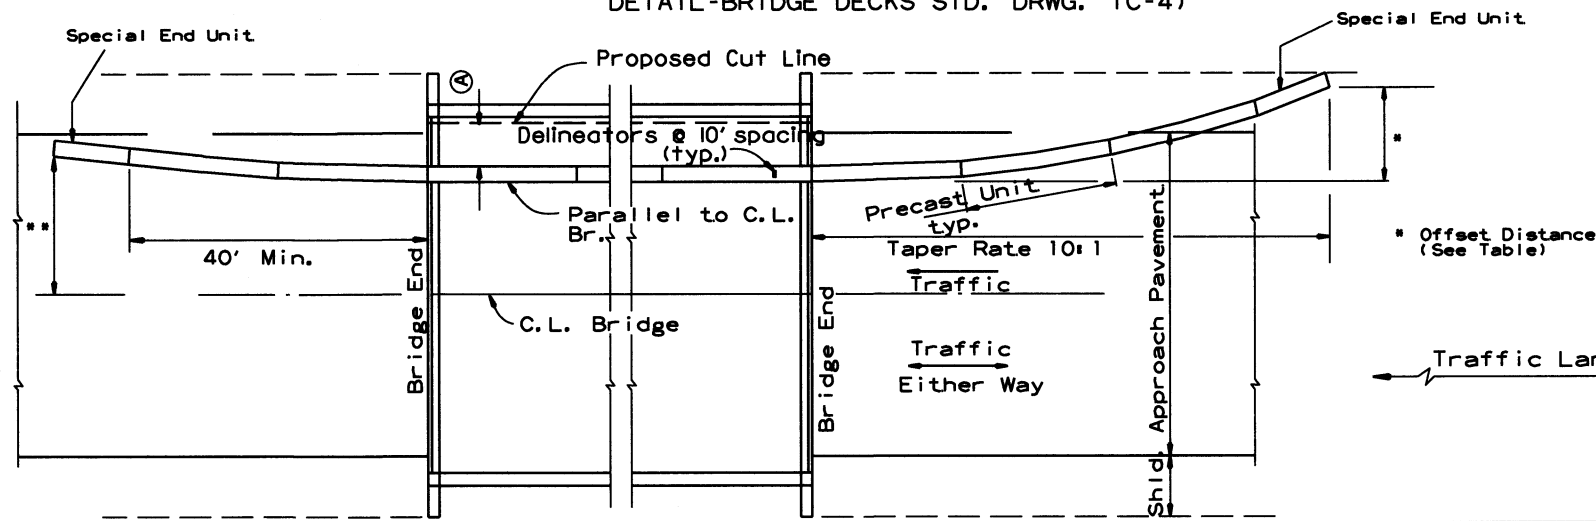 DETAIL-BRIDGE DECKS STD. DRWG. TC-4)
Special End Unit
Special End Unit
Proposed Cut Line
A
Delineators @ 10' spacing
(typ.)
*
**
Precast Unit
typ.
Parallel to C.L.
Br.
40' Min.
Taper Rate 10:1
* Offset Distance
(See Table)
Traffic
C.L. Bridge
Bridge End
Bridge End
Traffic
Either Way
Approach Pavement
Shld.
Traffic